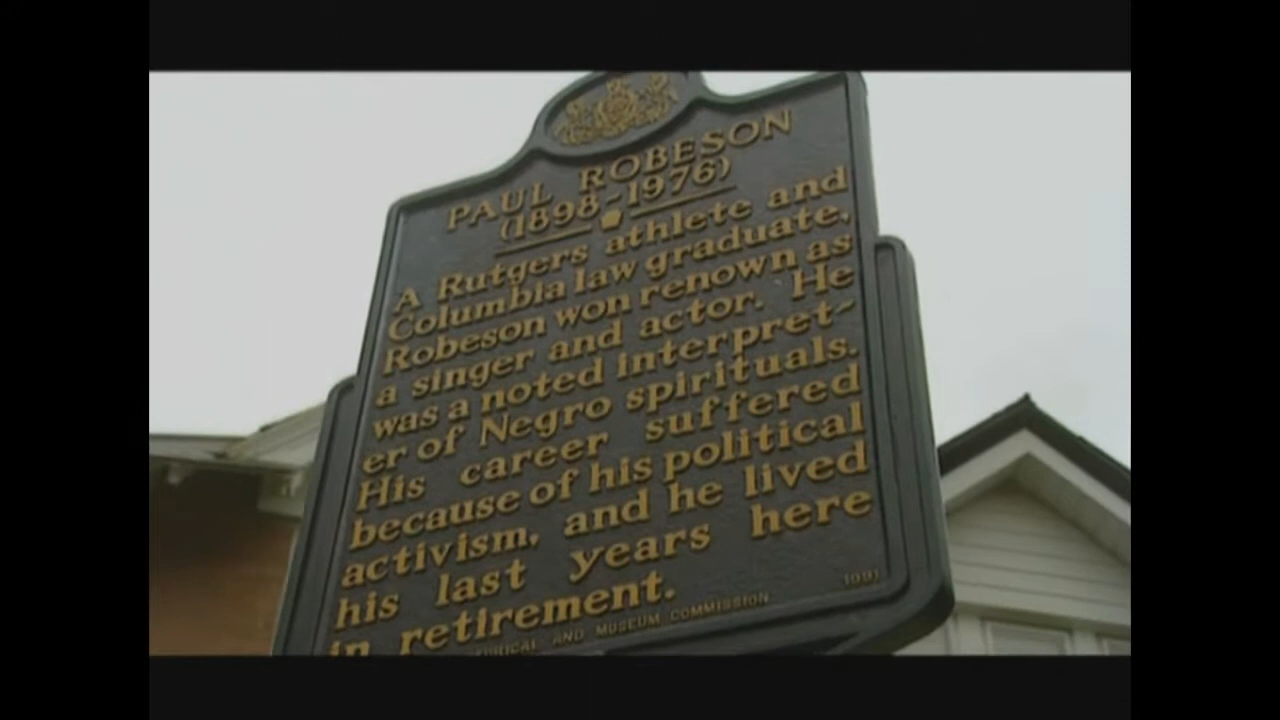 PAUL ROBESON
(1898-1976)
A Rutgers athlete and
Columbia law graduate,
Robeson won renown as
a singer and actor. He
was a noted interpret-
er of Negro spirituals.
His career suffered
because of his political
activism, and he lived
his last years here
in retirement.
AND MUSEUM COMMISSION 1991